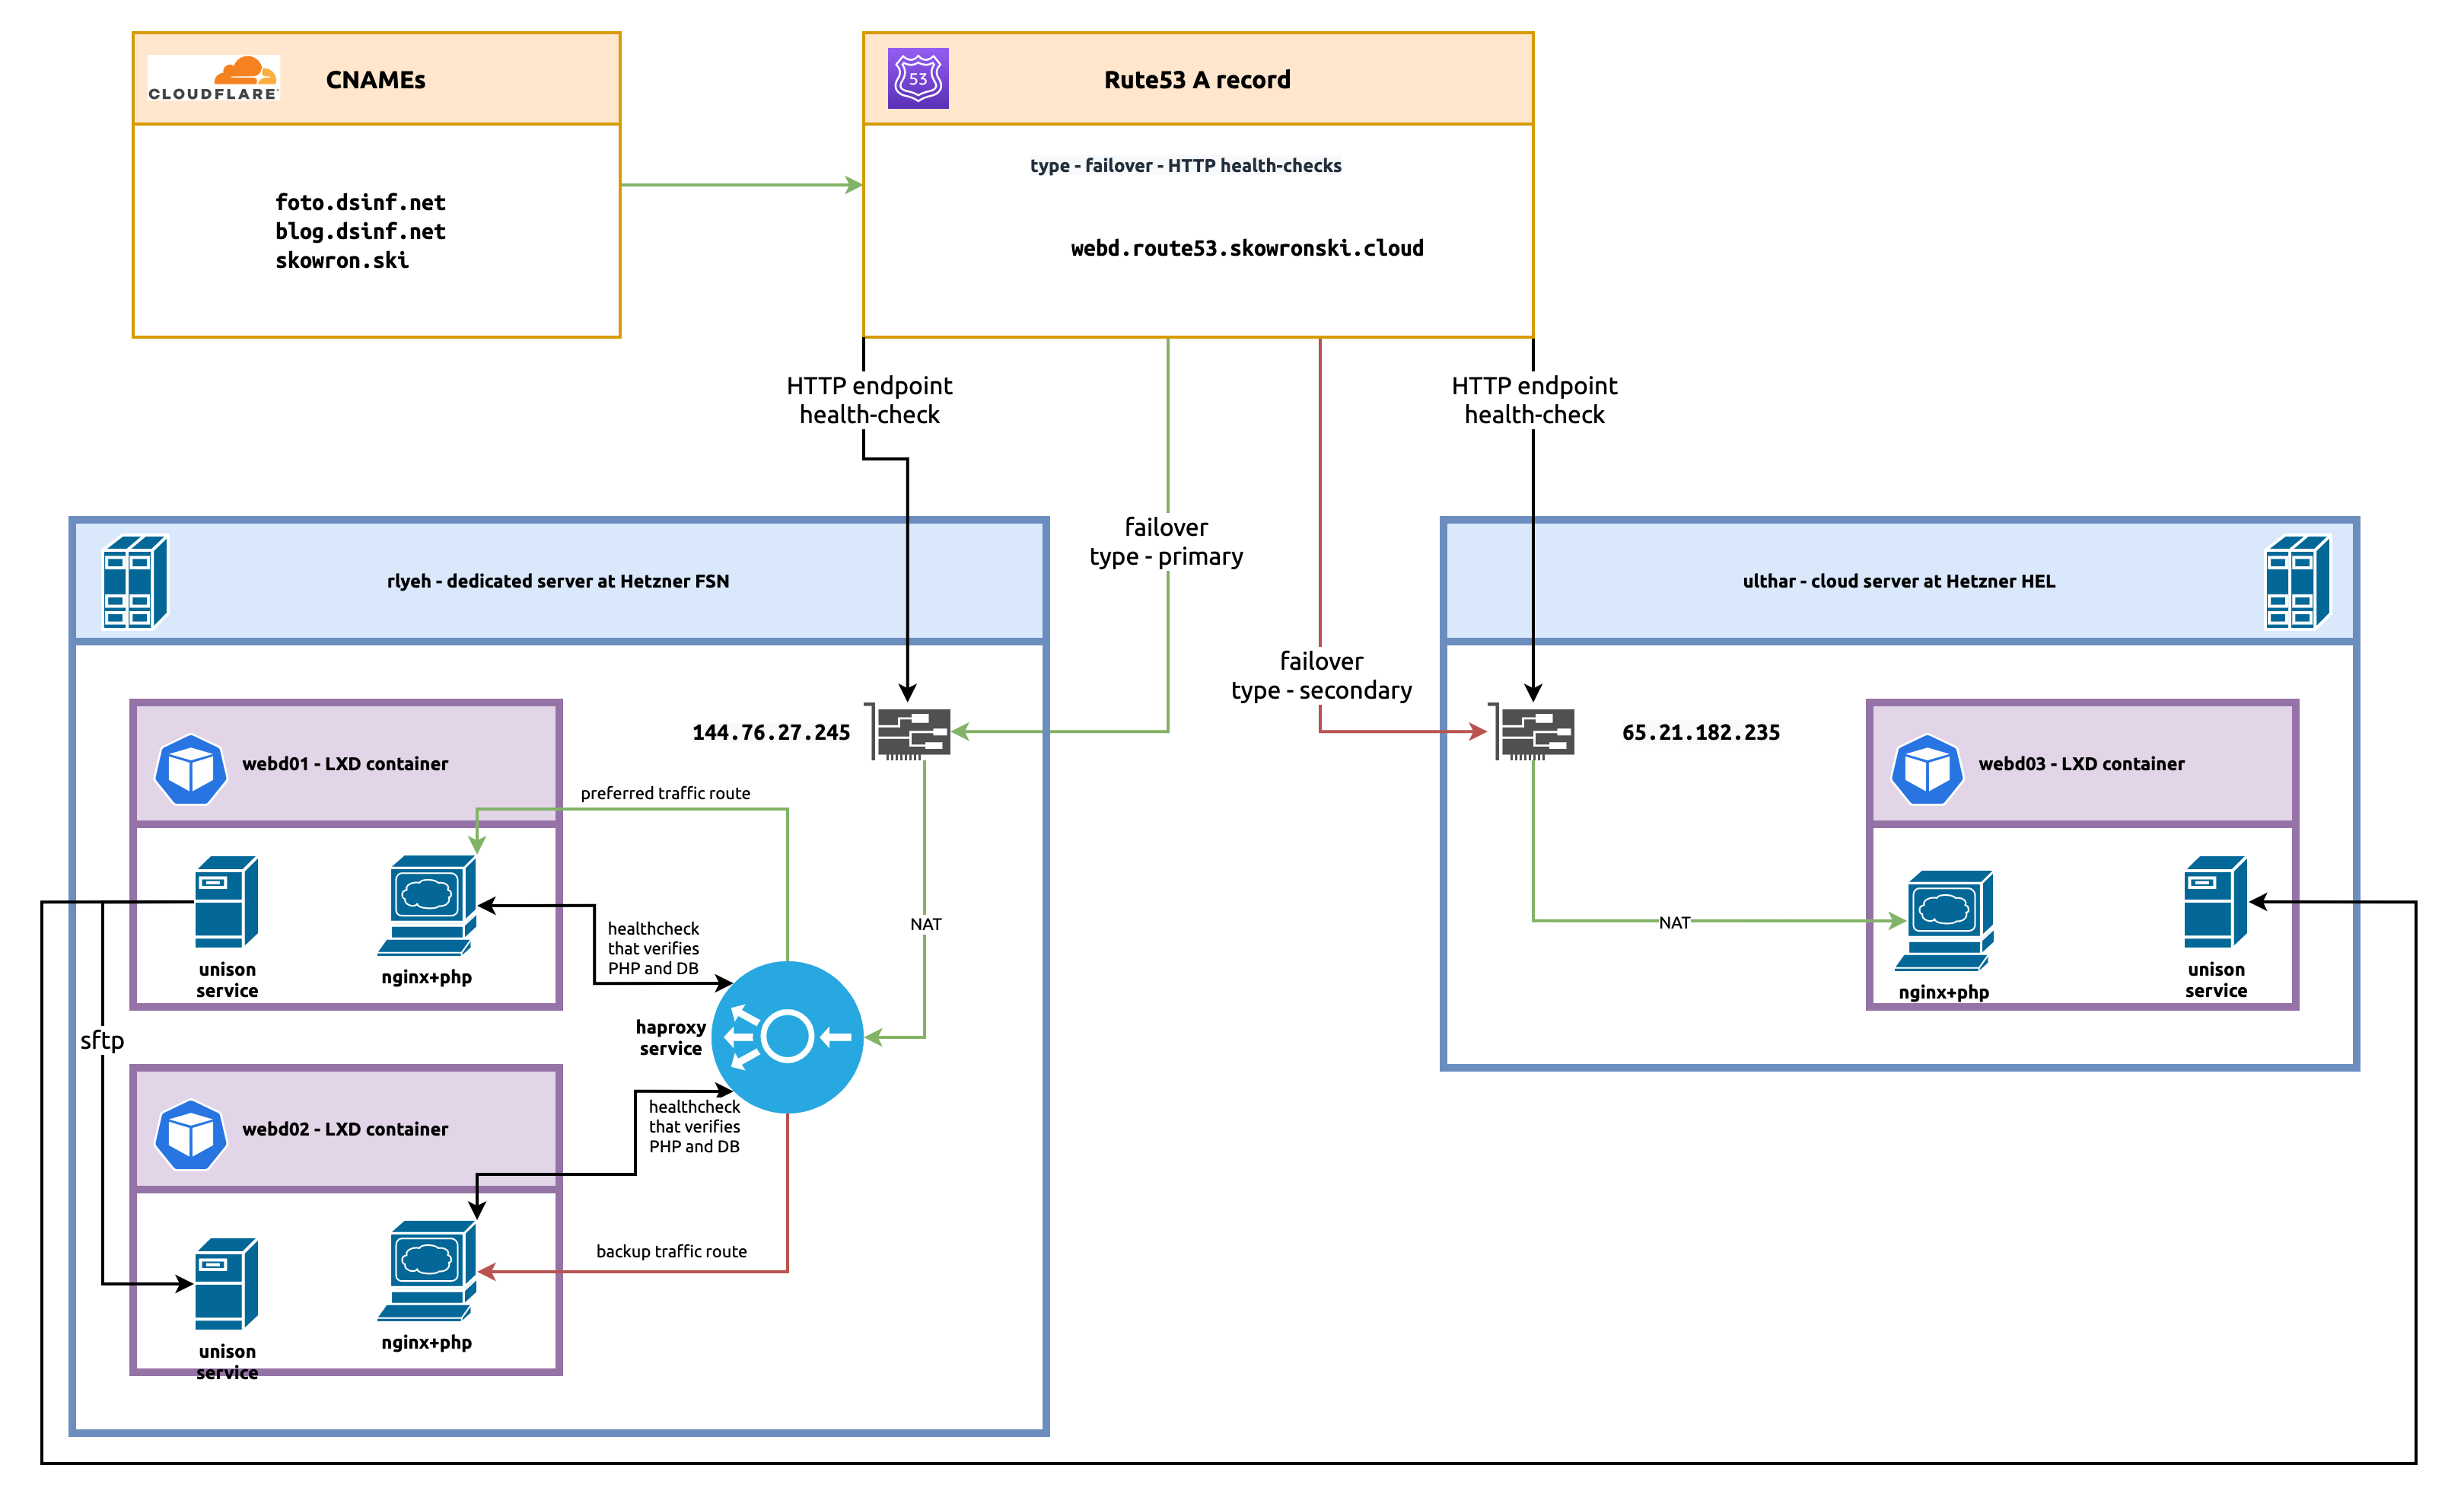 CLOUDFLARE
CNAMEs
foto.dsinf.net
blog.dsinf.net
skowron.ski
53
Rute53 A record
type - failover - HTTP health-checks
webd.route53.skowronski.cloud
HTTP endpoint
health-check
HTTP endpoint
health-check
failover
type - primary
failover
type - secondary
rlyeh - dedicated server at Hetzner FSN
144.76.27.245
webd01 - LXD container
preferred traffic route
unison
service
nginx+php
healthcheck
that verifies
PHP and DB
NAT
haproxy
service
sftp
webd02 - LXD container
healthcheck
that verifies
PHP and DB
backup traffic route
unison
service
nginx+php
ulthar - cloud server at Hetzner HEL
65.21.182.235
webd03 - LXD container
NAT
nginx+php
unison
service